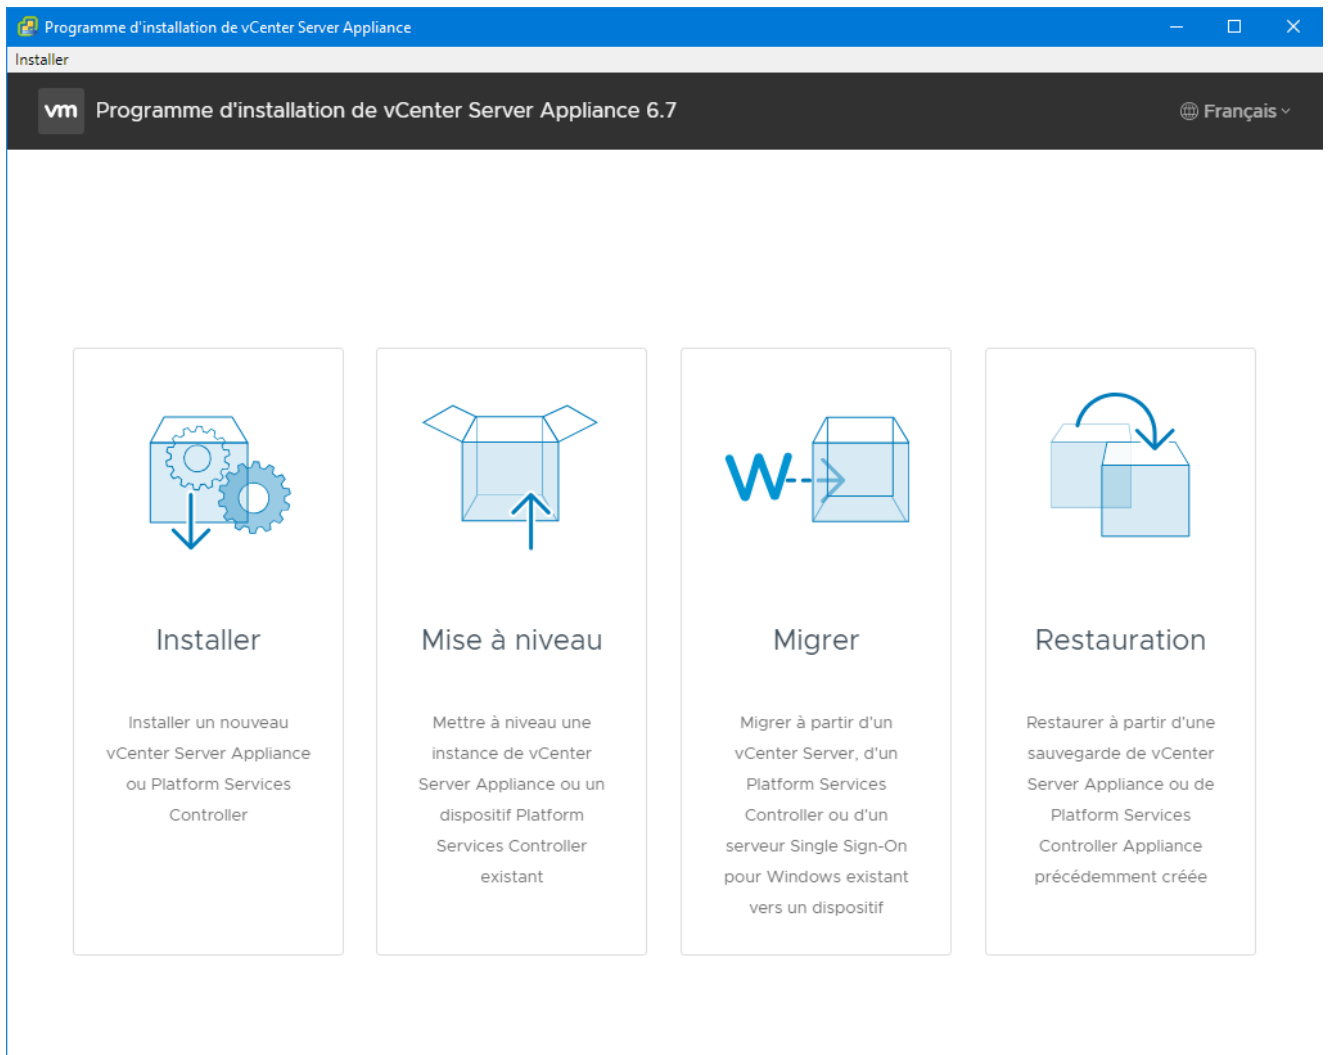 Programme d'installation de vCenter Server Appliance
Installer
vm Programme d'installation de vCenter Server Appliance 6.7
Français
Installer
Installer un nouveau
vCenter Server Appliance
ou Platform Services
Controller
Mise à niveau
Mettre à niveau une
instance de vCenter
Server Appliance ou un
dispositif Platform
Services Controller
existant
W
Migrer
Migrer à partir d'un
vCenter Server, d'un
Platform Services
Controller ou d'un
serveur Single Sign-On
pour Windows existant
vers un dispositif
Restauration
Restaurer à partir d'une
sauvegarde de vCenter
Server Appliance ou de
Platform Services
Controller Appliance
précédemment créée